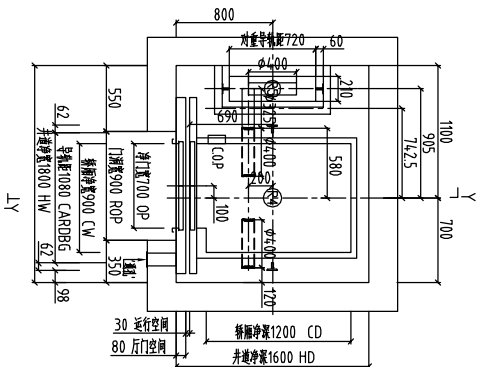 800
对重导轨距720
60
φ400
210
550
62
690
φ325
φ400
COP
580
742.5
905
1100
井道净宽1800 HW
导轨距1080 CARDBG
轿厢净宽900 CW
门洞宽900 ROP
净门宽700 OP
200
100
Y
Y
φ400
700
62
350
98
120
30 运行空间
80 厅门空间
轿厢净深1200 CD
井道净深1600 HD